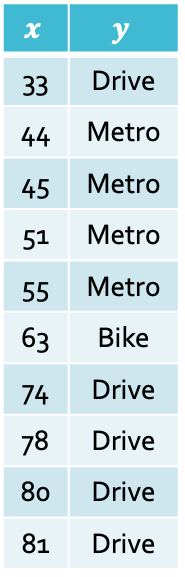 x y
33 Drive
44 Metro
45 Metro
51 Metro
55 Metro
63 Bike
74 Drive
78 Drive
80 Drive
81 Drive